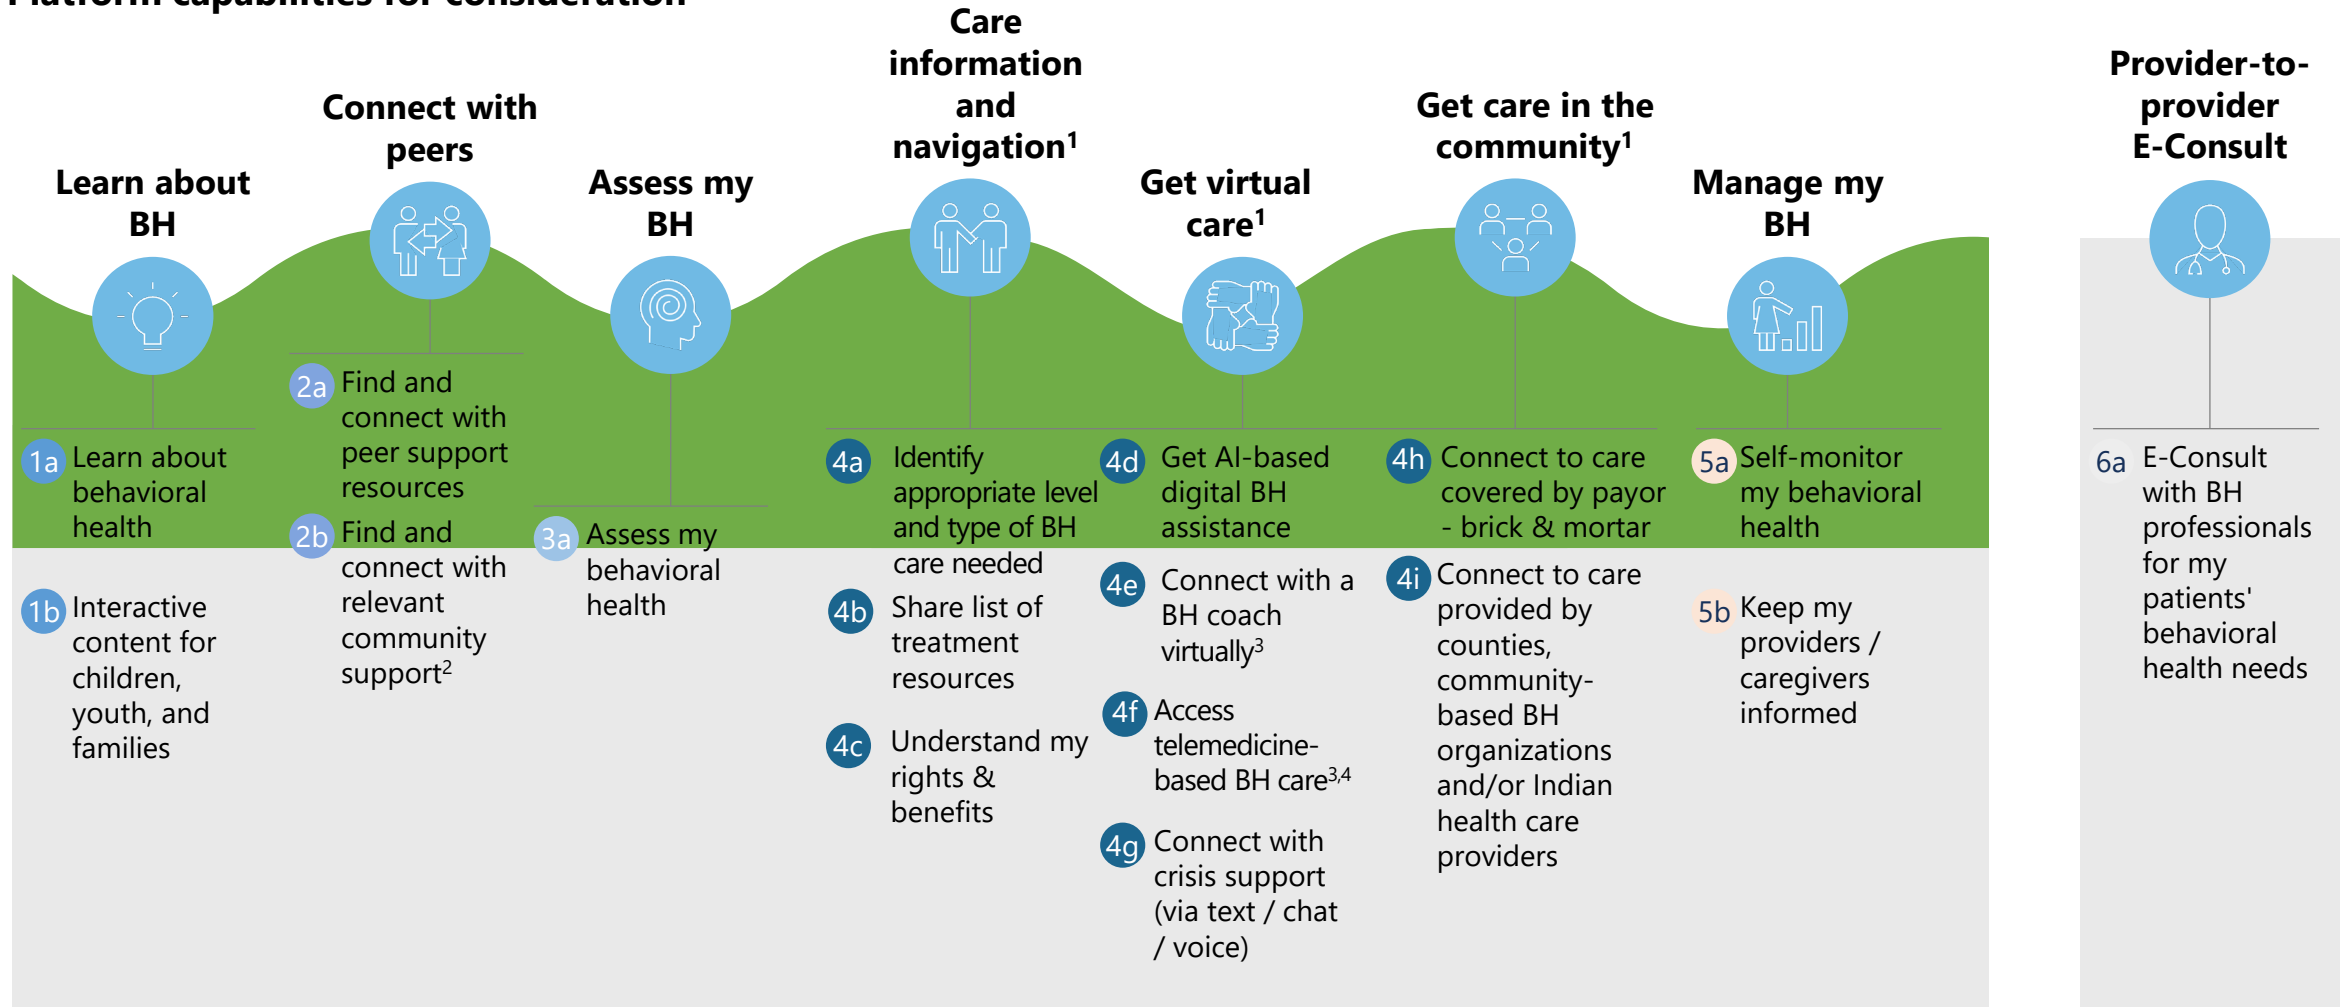 Platform capabilities for consideration
Learn about
BH
1a Learn about
behavioral
health
1b Interactive
content for
children,
youth, and
families
Connect with
peers
2a Find and
connect with
peer support
resources
2b Find and
connect with
relevant
community
support2
Assess my
BH
3a Assess my
behavioral
health
Care
information
and
navigation1
4a Identify
appropriate level
and type of BH
care needed
4b Share list of
treatment
resources
4c Understand my
rights &
benefits
Get virtual
care1
4d Get AI-based
digital BH
assistance
4e Connect with a
BH coach
virtually3
4f Access
telemedicine-
based BH care3,4
4g Connect with
crisis support
(via text / chat
/ voice)
Get care in the
community1
4h Connect to care
covered by payor
- brick & mortar
4i Connect to care
provided by
counties,
community-
based BH
organizations
and/or Indian
health care
providers
Manage my
BH
5a Self-monitor
my behavioral
health
5b Keep my
providers /
caregivers
informed
Provider-to-
provider
E-Consult
6a E-Consult
with BH
professionals
for my
patients'
behavioral
health needs